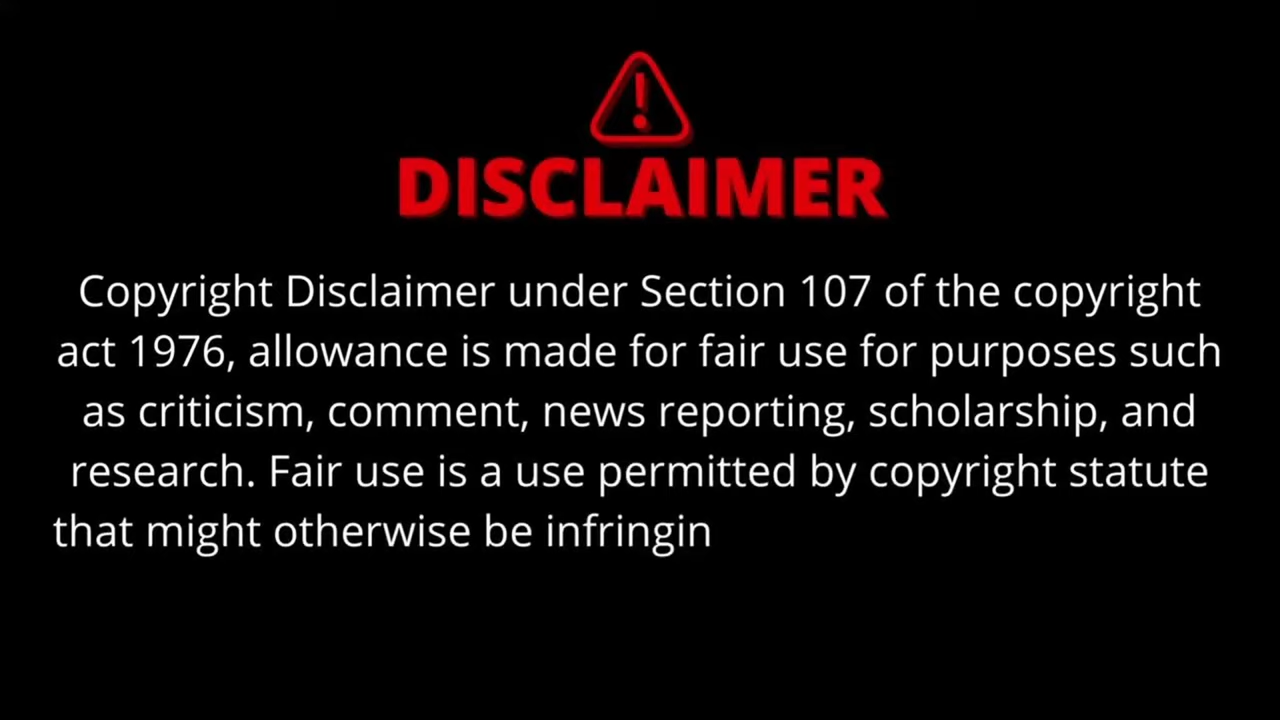 DISCLAIMER
Copyright Disclaimer under Section 107 of the copyright
act 1976, allowance is made for fair use for purposes such
as criticism, comment, news reporting, scholarship, and
research. Fair use is a use permitted by copyright statute
that might otherwise be infringin